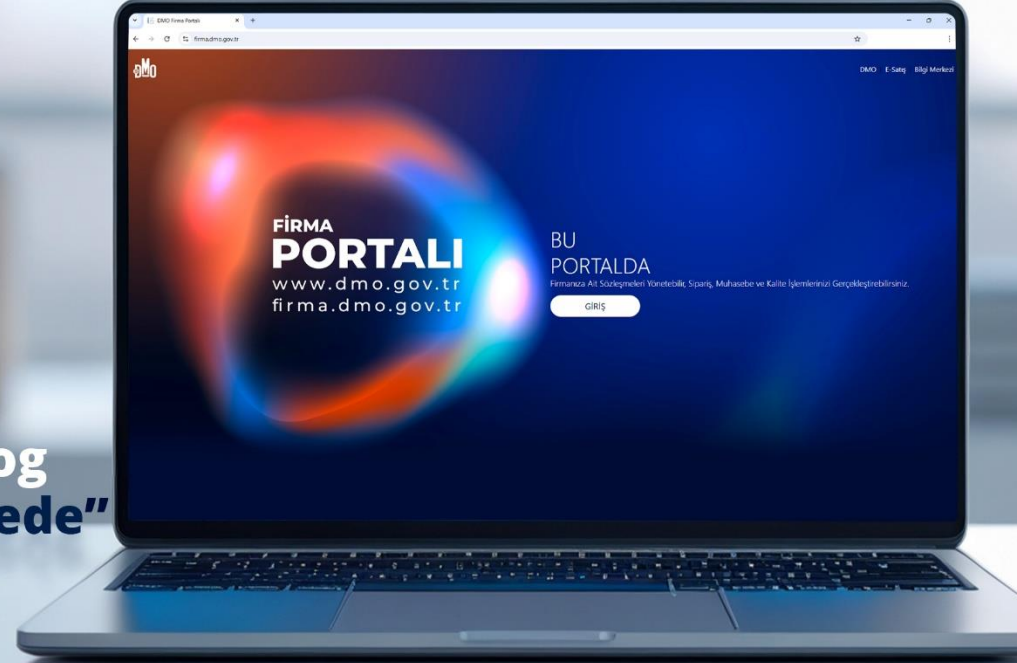 DMO Firma Portalı
firma.dmo.gov.tr
DMO
DMO E-Satış Bilgi Merkezi
FİRMA
PORTALI
www.dmo.gov.tr
firma.dmo.gov.tr
BU
PORTALDA
Firmanıza Ait Sözleşmeleri Yönetebilir, Sipariş, Muhasebe ve Kalite İşlemlerinizi Gerçekleştirebilirsiniz.
GİRİŞ
og
ede”